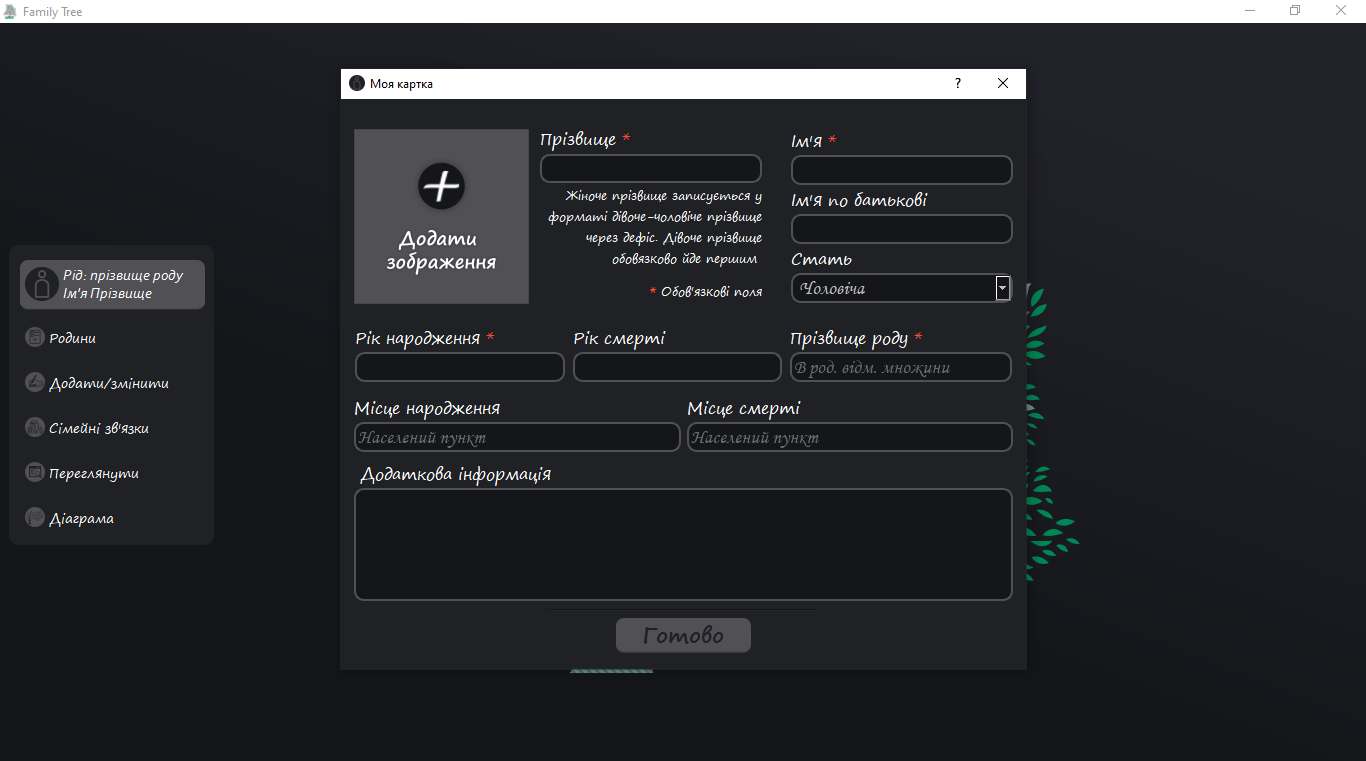 Family Tree
Моя картка
?
Додати
зображення
Прізвище *
Жіноче прізвище записується у
форматі дівоче-чоловіче прізвище
через дефіс. Дівоче прізвище
обовязково йде першим
* Обов'язкові поля
Ім'я *
Ім'я по батькові
Стать
Чоловіча
Рік народження *
Рік смерті
Прізвище роду *
В род. відм. множини
Місце народження
Населений пункт
Місце смерті
Населений пункт
Додаткова інформація
Готово
Рід: прізвище роду
Ім'я Прізвище
Родини
Додати/змінити
Сімейні зв'язки
Переглянути
Діаграма